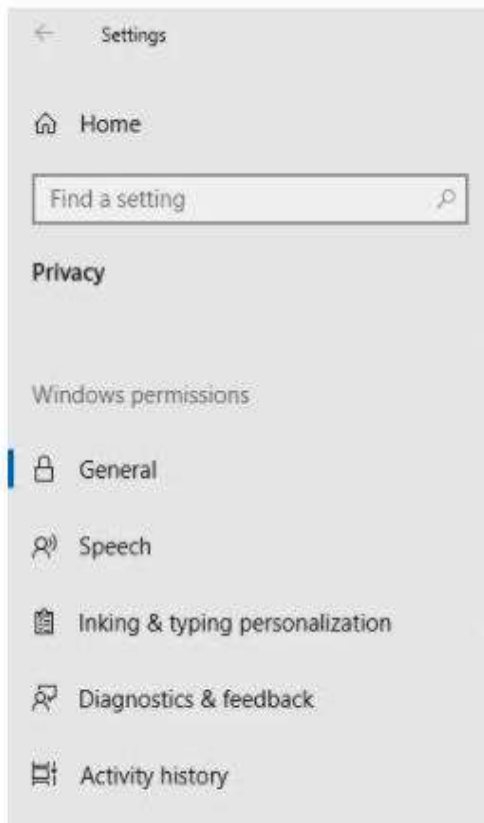 Settings
Home
Find a setting
Privacy
Windows permissions
General
Speech
Inking & typing personalization
Diagnostics & feedback
Activity history